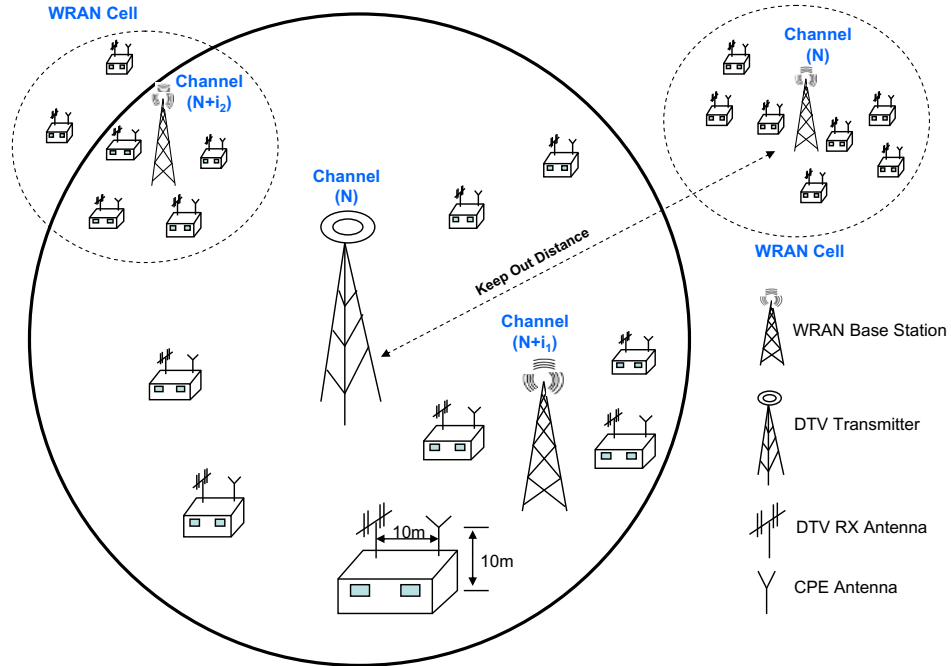 WRAN Cell
Channel
(N+i₂)
Channel
(N)
Channel
(N)
Keep Out Distance
WRAN Cell
Channel
(N+i₁)
10m
10m
WRAN Base Station
DTV Transmitter
DTV RX Antenna
CPE Antenna